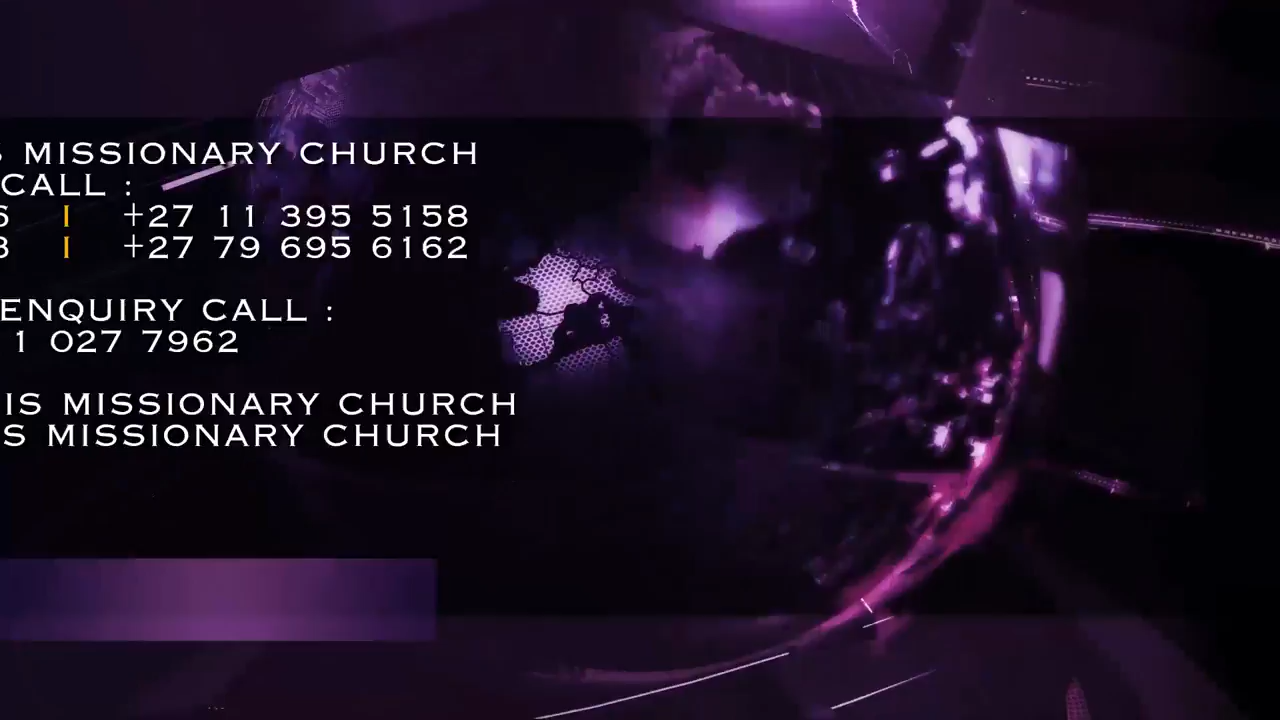 S MISSIONARY CHURCH
CALL :
I +27 11 395 5158
I +27 79 695 6162
ENQUIRY CALL :
1 027 7962
IS MISSIONARY CHURCH
S MISSIONARY CHURCH